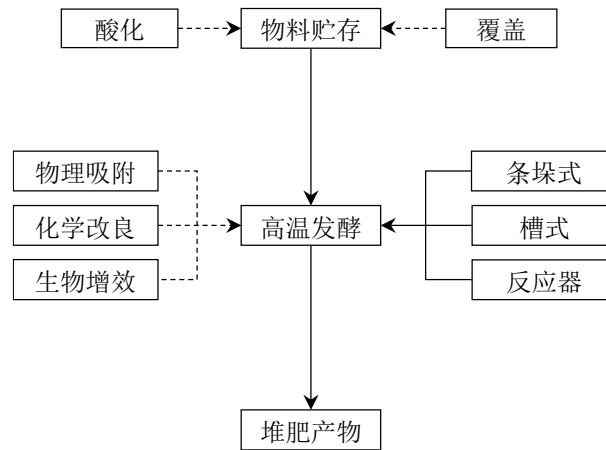 酸化
物料贮存
覆盖
物理吸附
条垛式
化学改良
高温发酵
槽式
生物增效
反应器
堆肥产物